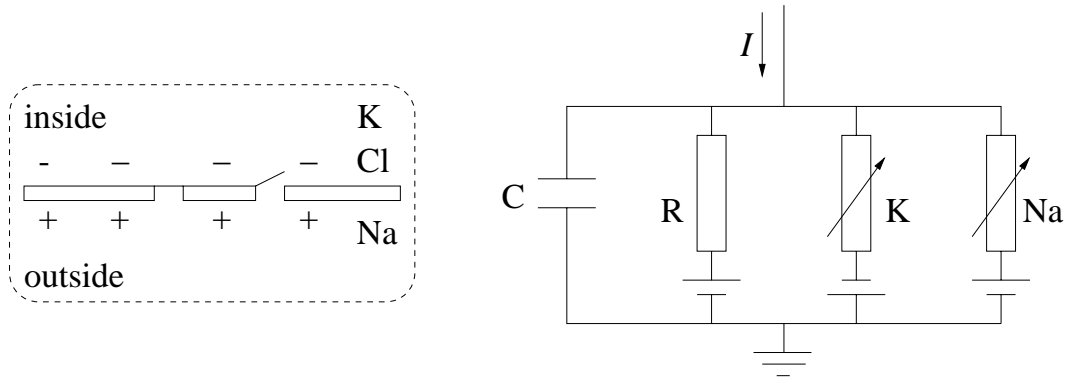 inside K
- – – – Cl
+ + + + Na
outside
I
C R K Na